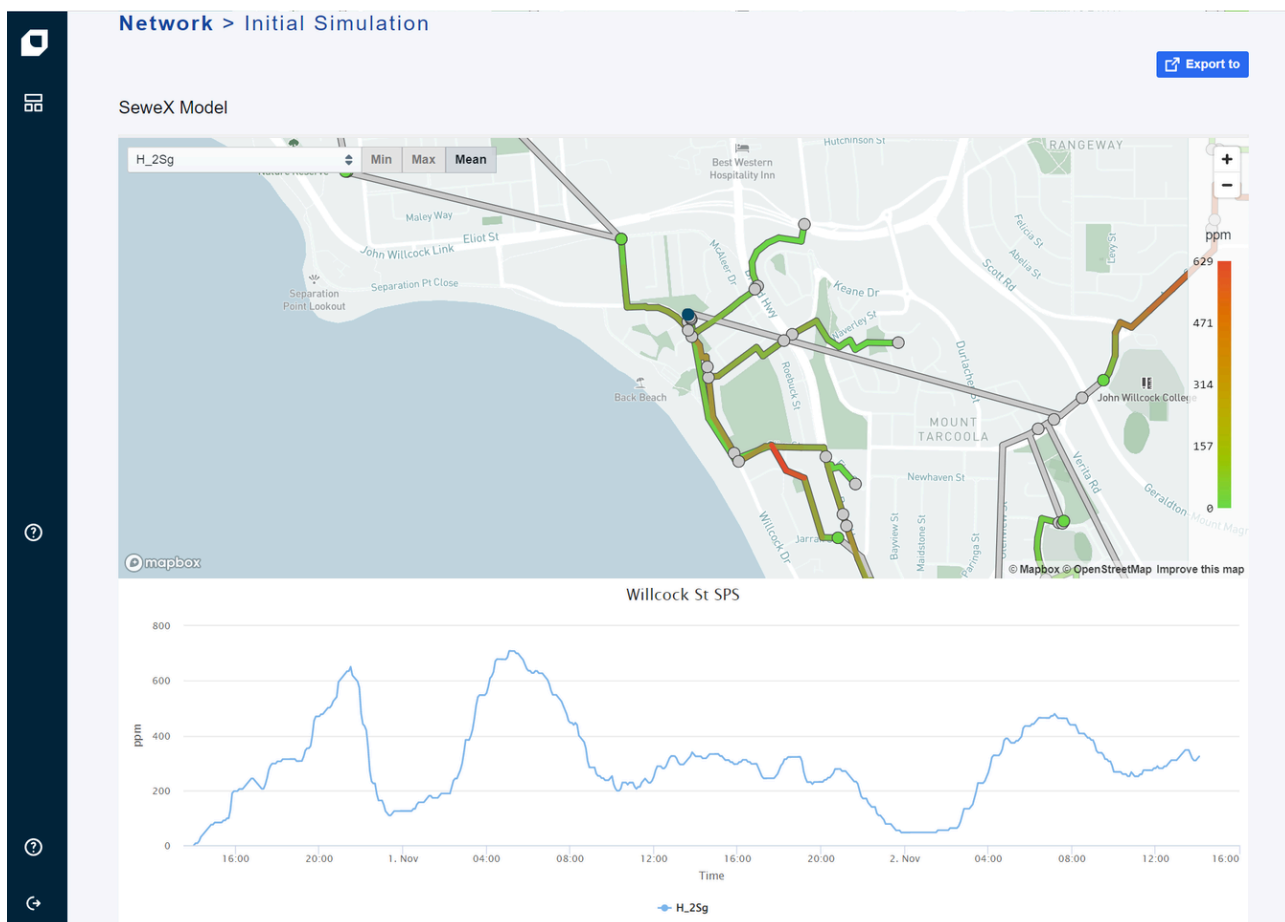 Network > Initial Simulation
Export to
SeweX Model
H_2Sg
Min
Max
Mean
Nature Reserve
Hutchinson St
RANGEWAY
Best Western
Hospitality Inn
+
−
Maley Way
Eliot St
John Willcock Link
McAleer Dr
Felicia St
Abelia St
Levy St
Scott Rd
ppm
629
Separation
Point Lookout
Separation Pt Close
Hwy
Keane Dr
Waverley St
471
Durlacher St
314
Back Beach
Roebuck St
John Willcock College
MOUNT
TARCOOLA
157
Newhaven St
Verita Rd
0
Geraldton Mount Mag
Willcock Dr
Bayview St
Maidstone St
Paringa St
Glenview St
mapbox
© Mapbox © OpenStreetMap Improve this map
Willcock St SPS
800
600
400
200
0
ppm
16:00
20:00
1. Nov
04:00
08:00
12:00
16:00
20:00
2. Nov
04:00
08:00
12:00
16:00
Time
H_2Sg